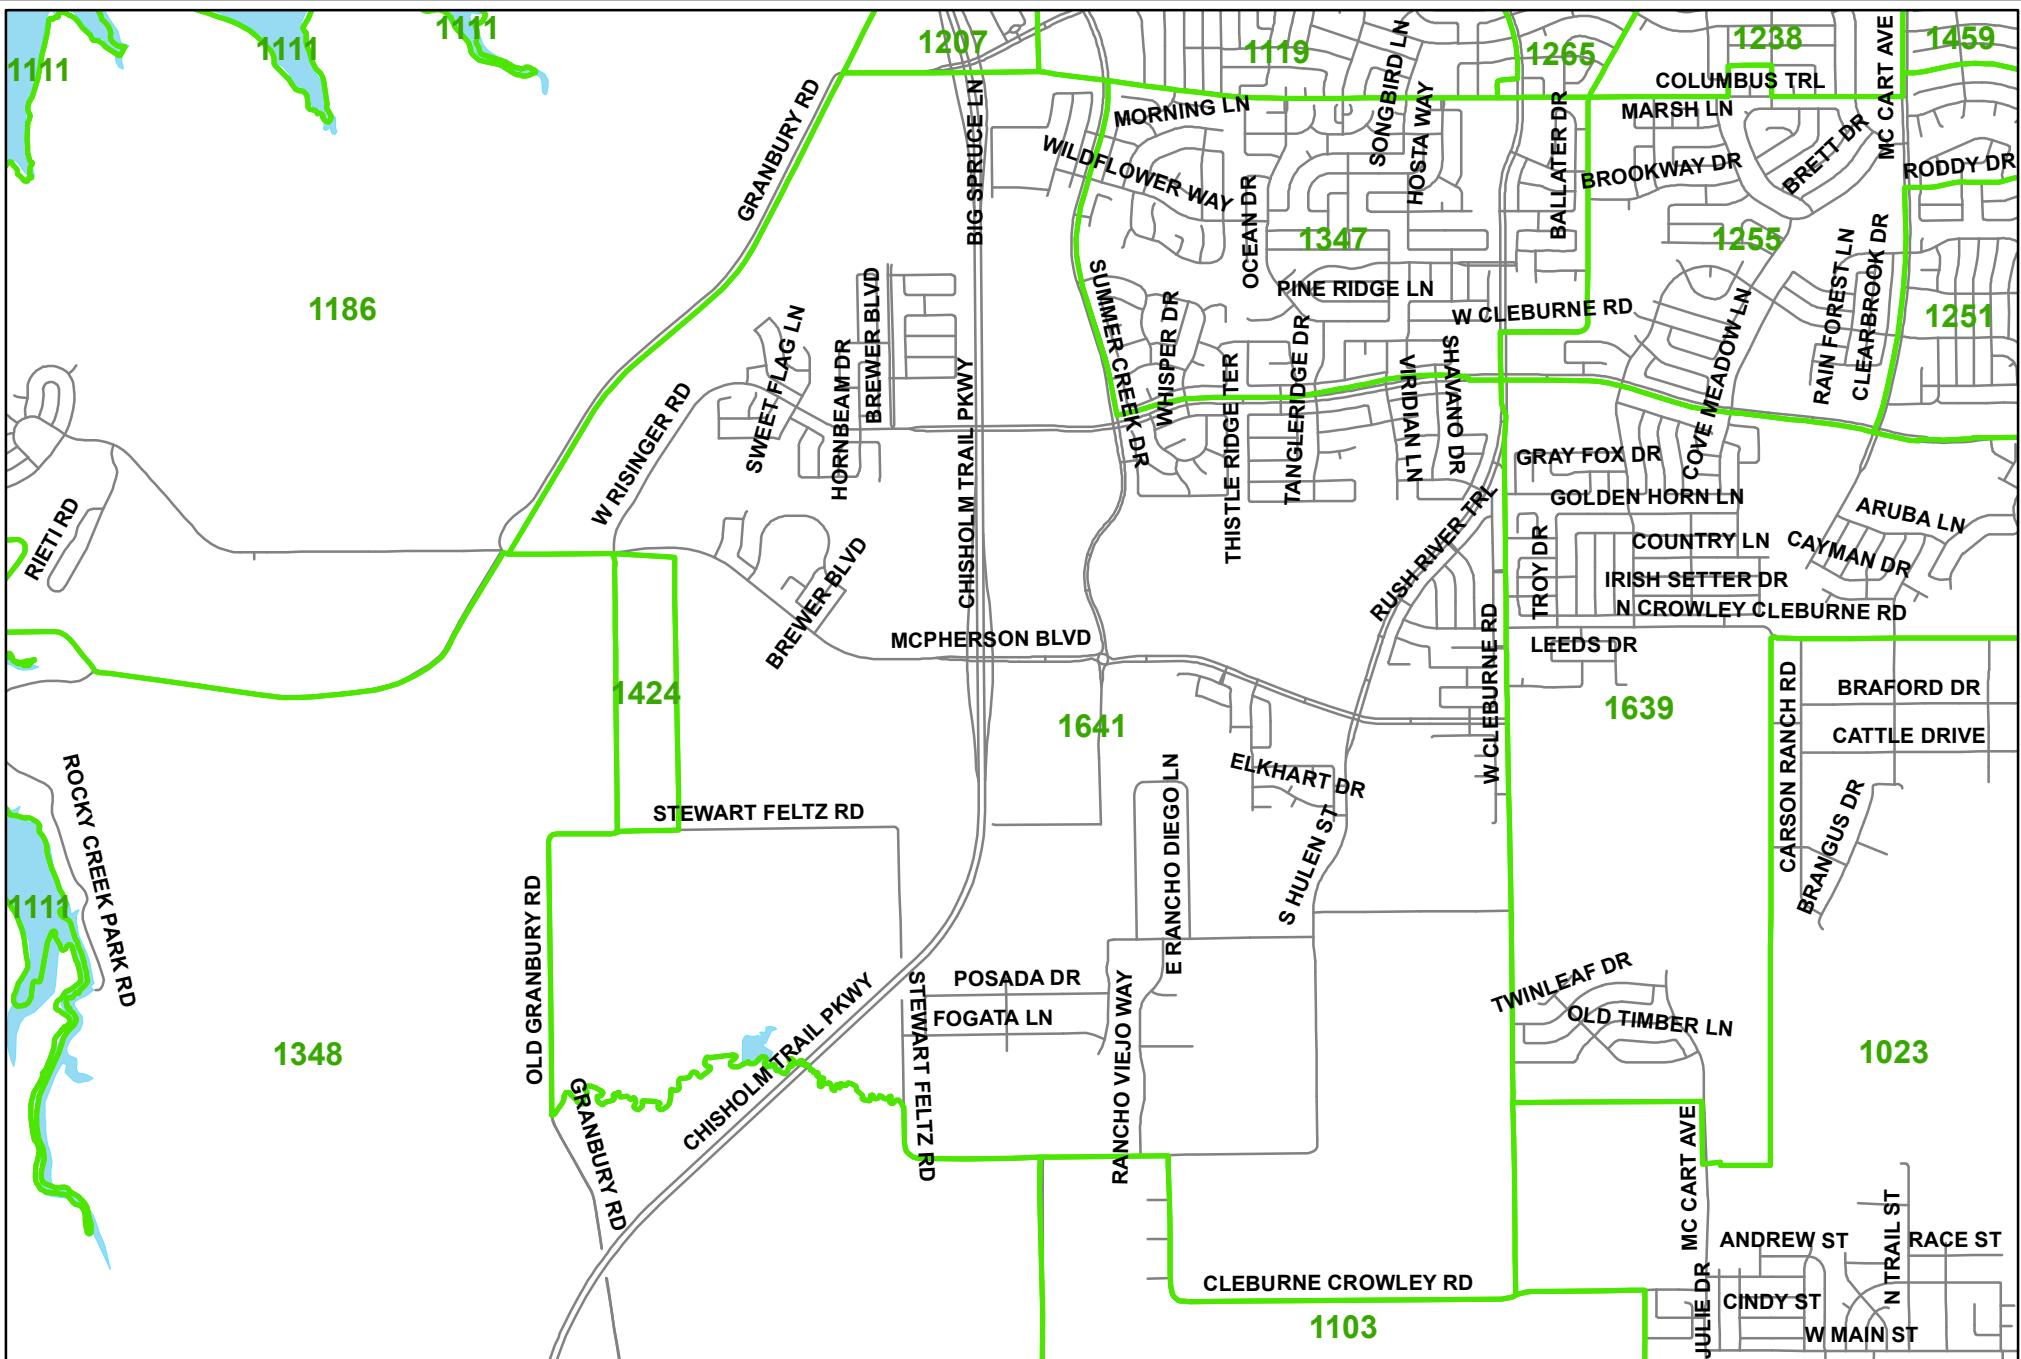 1111
1111
1111
1207
1119
1265
1238
1459
COLUMBUS TRL
MC CART AVE
SONGBIRD LN
HOSTA WAY
MORNING LN
MARSH LN
BRETT DR
BALLATER DR
GRANBURY RD
BIG SPRUCE LN
WILDFLOWER WAY
BROOKWAY DR
RODDY DR
OCEAN DR
1347
1255
RAIN FOREST LN
CLEARBROOK DR
1186
PINE RIDGE LN
W CLEBURNE RD
1251
SUMMER CREEK DR
WHISPER DR
BREWER BLVD
SWEET FLAG LN
HORNBEAM DR
COVE MEADOW LN
TANGLERIDGE DR
THISTLE RIDGE TER
VIRIDIAN LN
SHAVANO DR
CHISHOLM TRAIL PKWY
W RISINGER RD
GRAY FOX DR
GOLDEN HORN LN
ARUBA LN
RIETI RD
COUNTRY LN
CAYMAN DR
TROY DR
RUSH RIVER TRL
IRISH SETTER DR
N CROWLEY CLEBURNE RD
BREWER BLVD
MCPHERSON BLVD
LEEDS DR
W CLEBURNE RD
1424
1641
1639
CARSON RANCH RD
BRAFORD DR
CATTLE DRIVE
ROCKY CREEK PARK RD
ELKHART DR
STEWART FELTZ RD
E RANCHO DIEGO LN
S HULEN ST
BRANGUS DR
1111
OLD GRANBURY RD
POSADA DR
FOGATA LN
STEWART FELTZ RD
RANCHO VIEJO WAY
TWINLEAF DR
OLD TIMBER LN
1348
CHISHOLM TRAIL PKWY
1023
GRANBURY RD
MC CART AVE
N TRAIL ST
ANDREW ST
RACE ST
CLEBURNE CROWLEY RD
JULIE DR
CINDY ST
1103
W MAIN ST